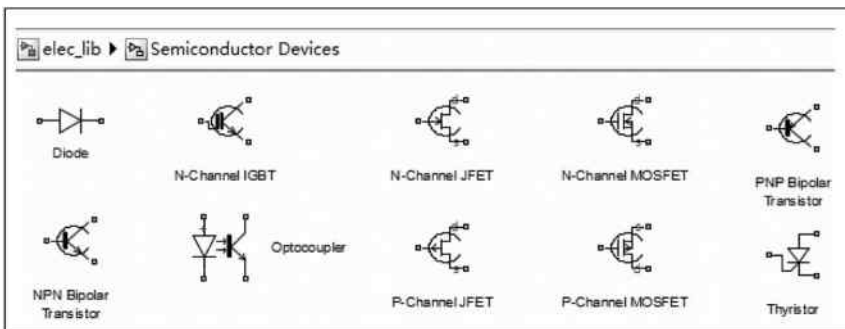 elec_lib Semiconductor Devices
Diode
N-Channel IGBT
N-Channel JFET
N-Channel MOSFET
PNP Bipolar
Transistor
NPN Bipolar
Transistor
Optocoupler
P-Channel JFET
P-Channel MOSFET
Thyristor